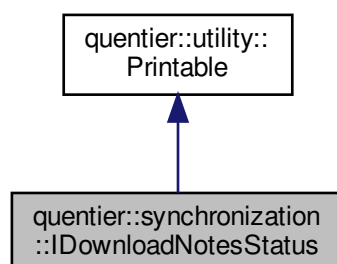 quentier::utility::
Printable
quentier::synchronization
::IDownloadNotesStatus